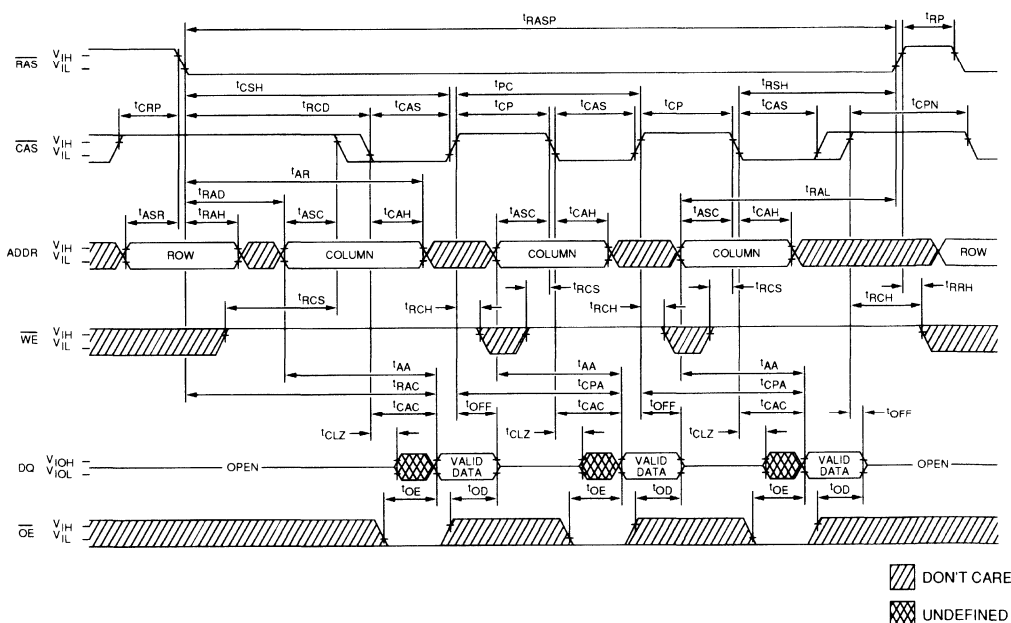 tRASP tRP
RAS VIH
VIL
tCSH tPC tRSH
tCRP tRCD tCAS tCP tCAS tCP tCAS tCPN
CAS VIH
VIL
tAR
tRAD tRAL
tASR tRAH tASC tCAH tASC tCAH tASC tCAH
ADDR VIH
VIL
ROW COLUMN COLUMN COLUMN ROW
tRCS tRCH tRCS tRCH tRCS tRCH tRRH
WE VIH
VIL
tAA tAA tAA
tRAC tCPA tCPA
tCAC tOFF tCAC tOFF tCAC tOFF
tCLZ tCLZ tCLZ
DQ VIOH
VIOL
OPEN VALID DATA VALID DATA VALID DATA OPEN
tOE tOD tOE tOD tOE tOD
OE VIH
VIL
DON'T CARE
UNDEFINED